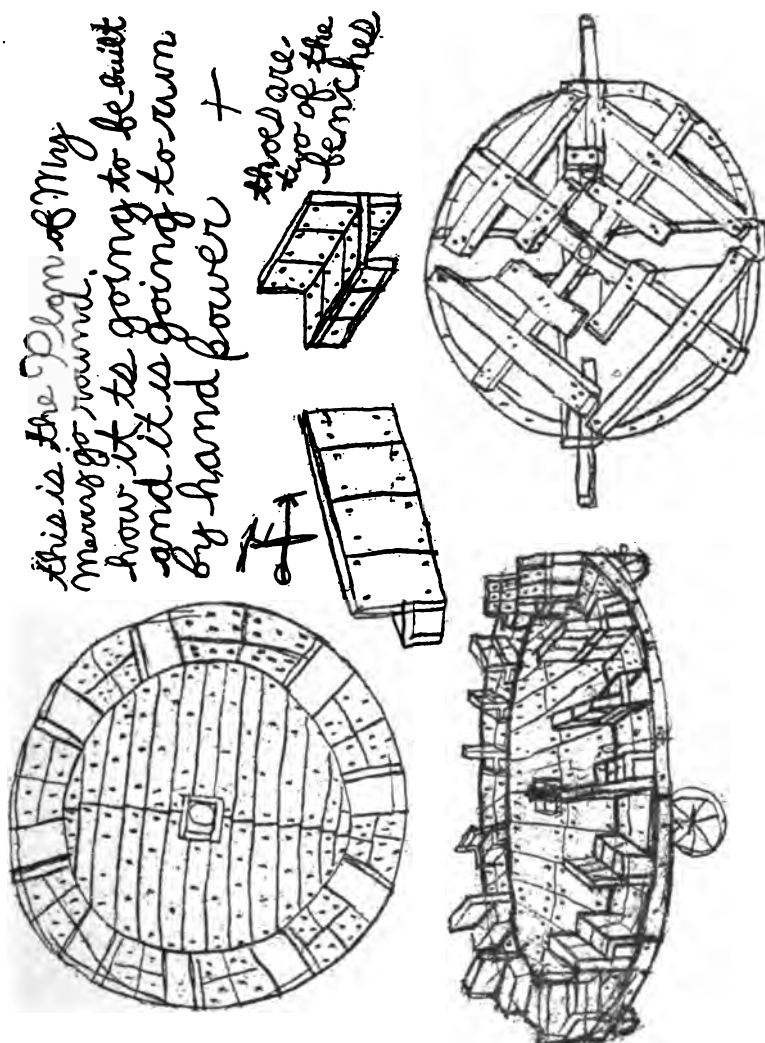 this is the Plan of My
merry go round.
how it is going to be built
and it is going to run
by hand power +
thoes are
two of the
benches